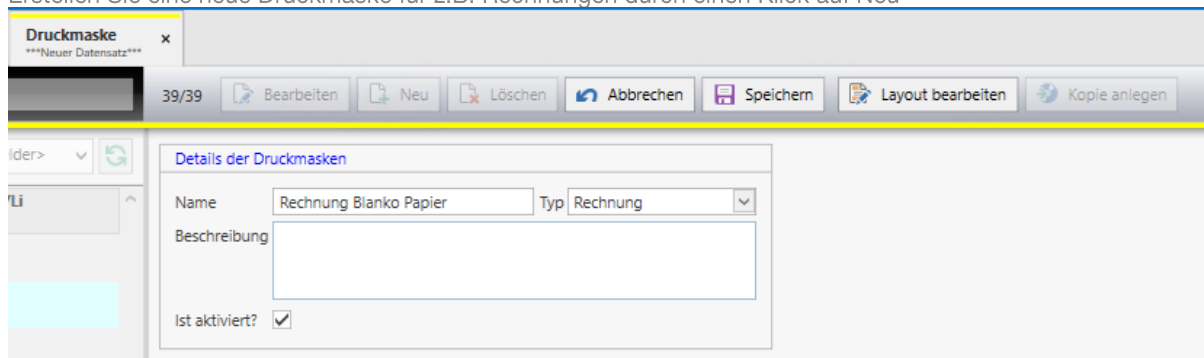 Erstellen Sie eine neue Druckmaske für z.B. Rechnungen durch einen Klick auf Neu
Druckmaske
***Neuer Datensatz***
39/39 Bearbeiten Neu Löschen Abbrechen Speichern Layout bearbeiten Kopie anlegen
lder>
Details der Druckmasken
/Li
Name Rechnung Blanko Papier Typ Rechnung
Beschreibung
Ist aktiviert?